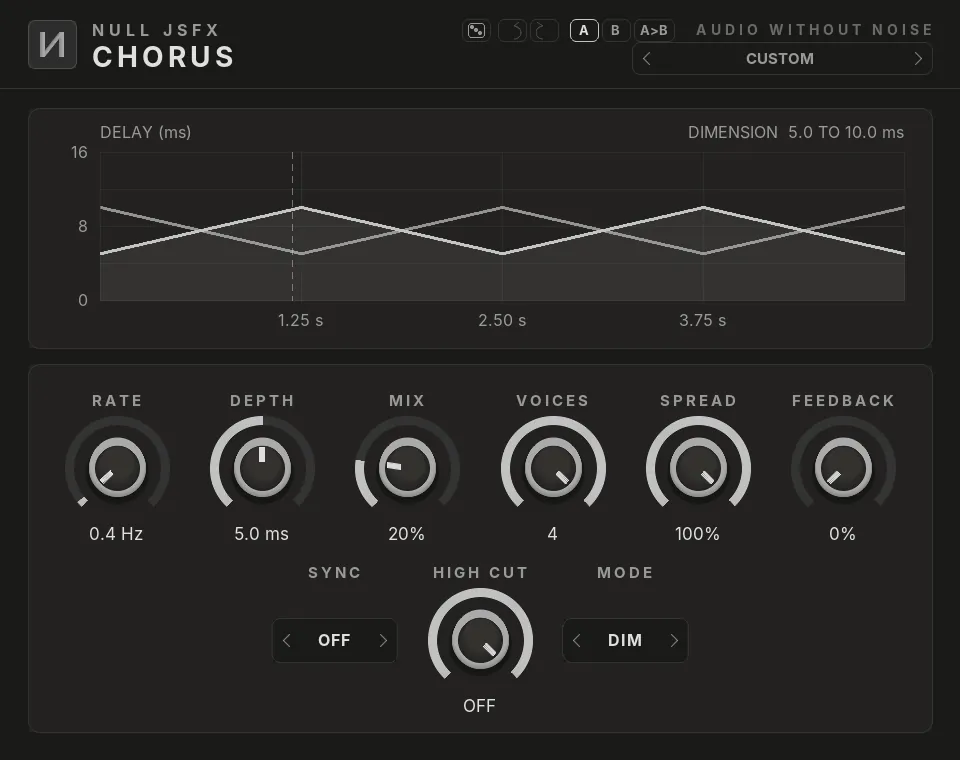 NULL JSFX
CHORUS
A B A>B AUDIO WITHOUT NOISE
CUSTOM
DELAY (ms) DIMENSION 5.0 TO 10.0 ms
16
8
0
1.25 s 2.50 s 3.75 s
RATE DEPTH MIX VOICES SPREAD FEEDBACK
0.4 Hz 5.0 ms 20% 4 100% 0%
SYNC HIGH CUT MODE
OFF DIM
OFF